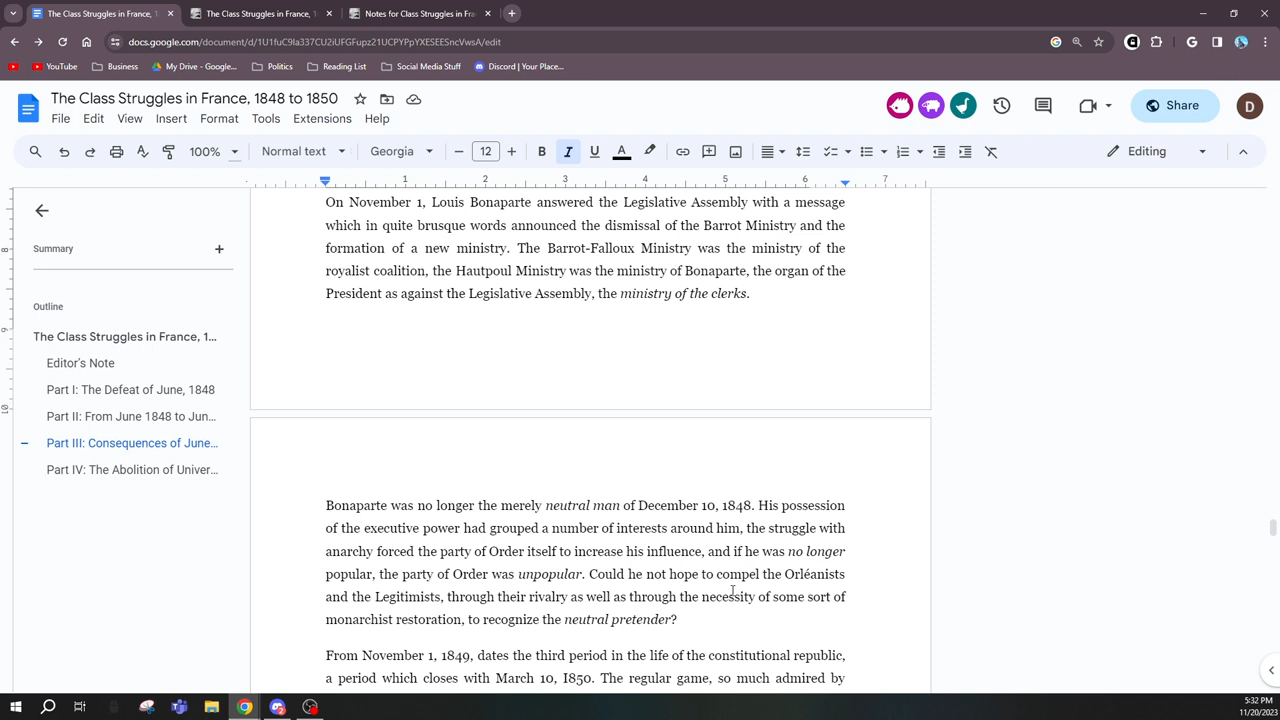 The Class Struggles in France, 1
The Class Struggles in France, 1
Notes for Class Struggles in Fra
docs.google.com/document/d/1U1fuC9la337CU2iUFGFupz21UCPYPpYXESEESncVwsA/edit
YouTube
Business
My Drive - Google...
Politics
Reading List
Social Media Stuff
Discord | Your Place...
The Class Struggles in France, 1848 to 1850
File Edit View Insert Format Tools Extensions Help
Share
D
100%
Normal text
Georgia
12
B I U A
Editing
1 2 3 4 5 6 7
8
9
10
Summary
Outline
The Class Struggles in France, 1...
Editor's Note
Part I: The Defeat of June, 1848
Part II: From June 1848 to Jun...
Part III: Consequences of June...
Part IV: The Abolition of Univer...
On November 1, Louis Bonaparte answered the Legislative Assembly with a message
which in quite brusque words announced the dismissal of the Barrot Ministry and the
formation of a new ministry. The Barrot-Falloux Ministry was the ministry of the
royalist coalition, the Hautpoul Ministry was the ministry of Bonaparte, the organ of the
President as against the Legislative Assembly, the ministry of the clerks.
Bonaparte was no longer the merely neutral man of December 10, 1848. His possession
of the executive power had grouped a number of interests around him, the struggle with
anarchy forced the party of Order itself to increase his influence, and if he was no longer
popular, the party of Order was unpopular. Could he not hope to compel the Orléanists
and the Legitimists, through their rivalry as well as through the necessity of some sort of
monarchist restoration, to recognize the neutral pretender?
From November 1, 1849, dates the third period in the life of the constitutional republic,
a period which closes with March 10, I850. The regular game, so much admired by
5:32 PM
11/20/2023